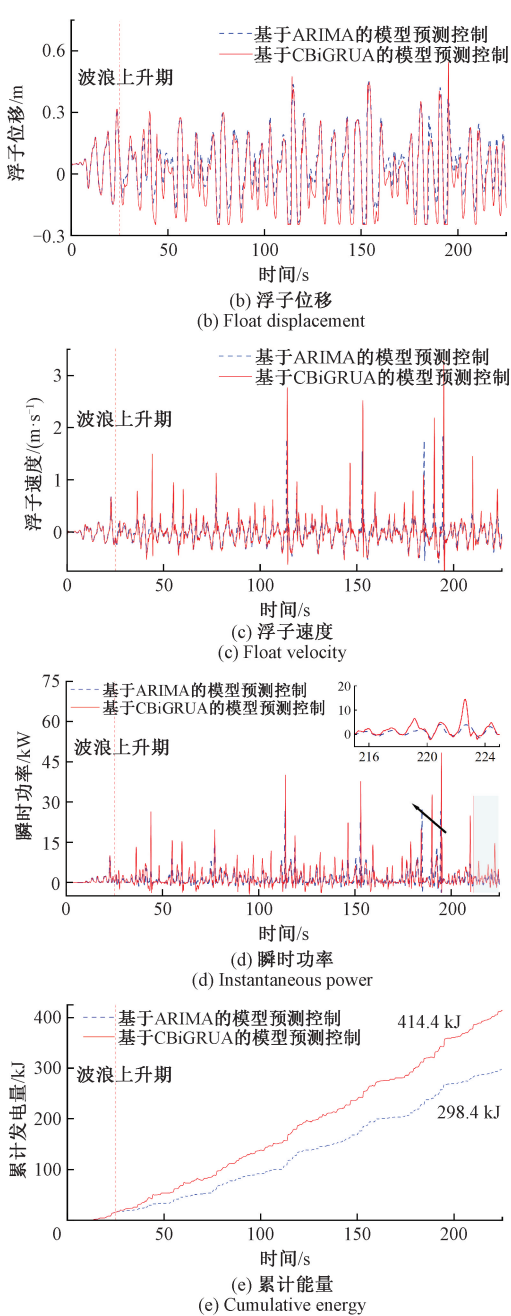 基于ARIMA的模型预测控制
基于CBiGRUA的模型预测控制
波浪上升期
浮子位移/m
0.6
0.3
0
−0.3
0 50 100 150 200
时间/s
(b) 浮子位移
(b) Float displacement
基于ARIMA的模型预测控制
基于CBiGRUA的模型预测控制
波浪上升期
浮子速度/(m·s⁻¹)
3
2
1
0
0 50 100 150 200
时间/s
(c) 浮子速度
(c) Float velocity
基于ARIMA的模型预测控制
基于CBiGRUA的模型预测控制
波浪上升期
瞬时功率/kW
75
60
45
30
15
0
20
10
0
216 220 224
0 50 100 150 200
时间/s
(d) 瞬时功率
(d) Instantaneous power
基于ARIMA的模型预测控制
基于CBiGRUA的模型预测控制
波浪上升期
414.4 kJ
298.4 kJ
累计发电量/kJ
400
300
200
100
0 50 100 150 200
时间/s
(e) 累计能量
(e) Cumulative energy